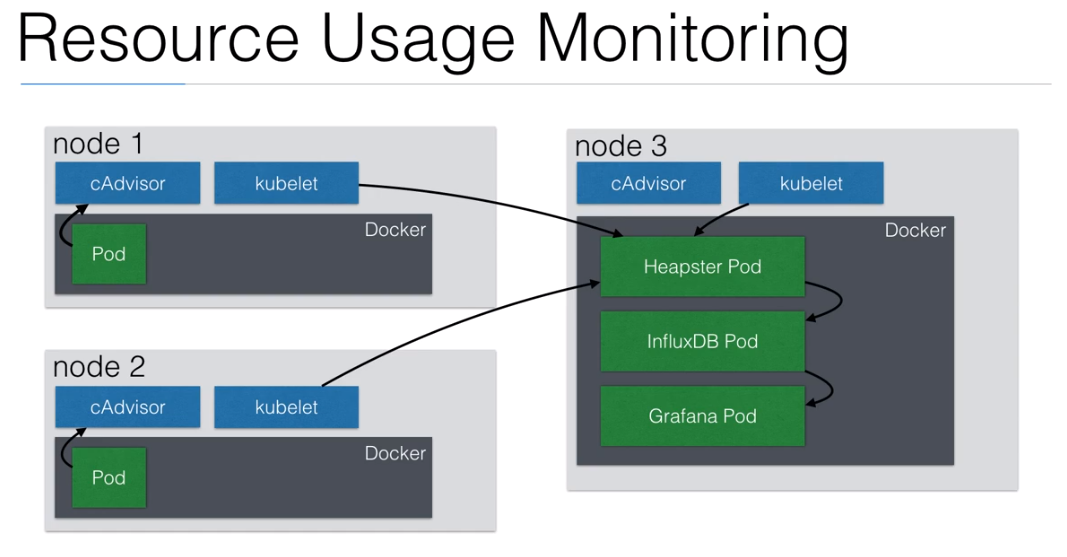 Resource Usage Monitoring
node 1
cAdvisor
kubelet
Docker
Pod
node 2
cAdvisor
kubelet
Docker
Pod
node 3
cAdvisor
kubelet
Docker
Heapster Pod
InfluxDB Pod
Grafana Pod